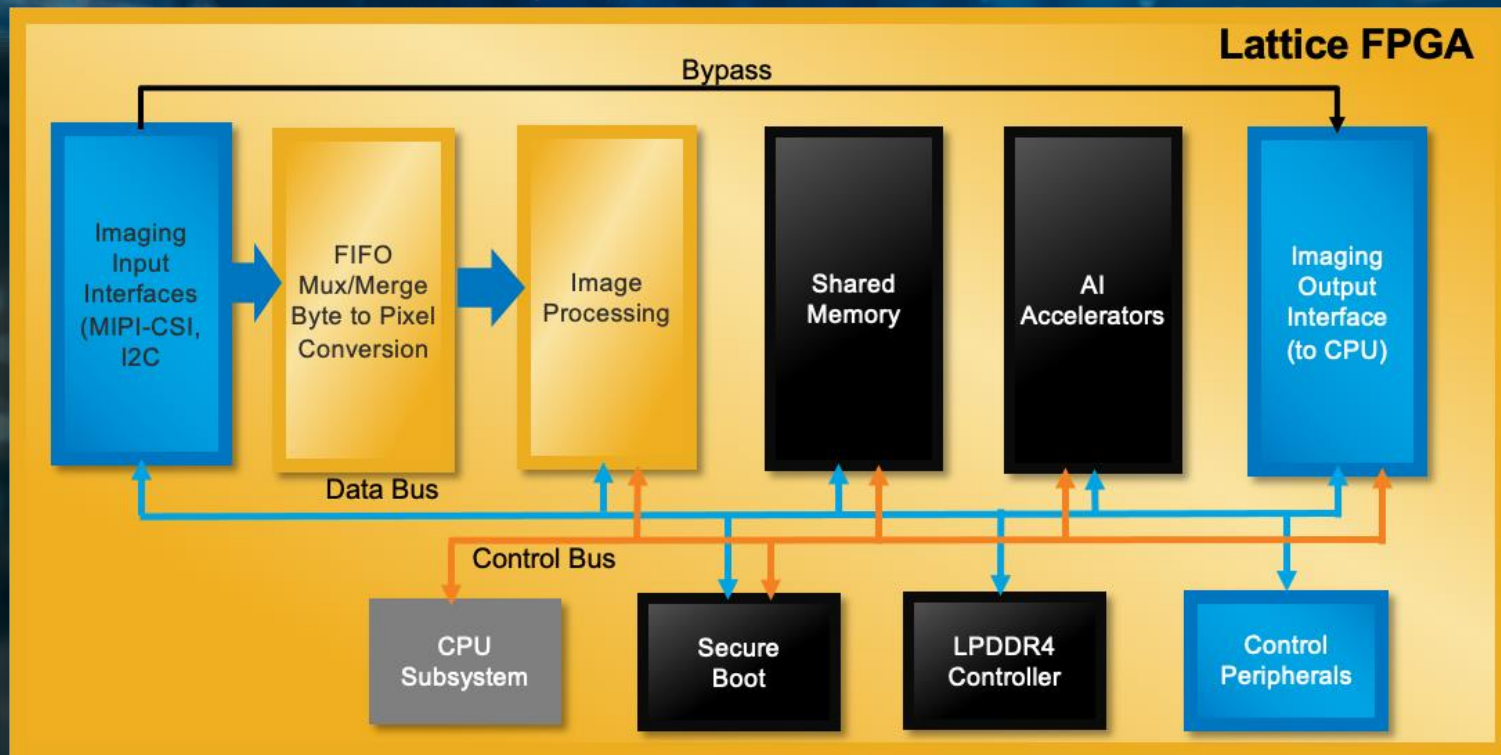 Lattice FPGA
Bypass
Imaging
Input
Interfaces
(MIPI-CSI,
I2C
FIFO
Mux/Merge
Byte to Pixel
Conversion
Image
Processing
Shared
Memory
AI
Accelerators
Imaging
Output
Interface
(to CPU)
Data Bus
Control Bus
CPU
Subsystem
Secure
Boot
LPDDR4
Controller
Control
Peripherals